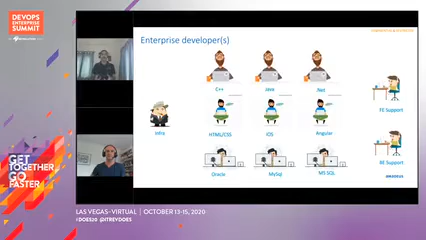 DEVOPS
ENTERPRISE
SUMMIT
Enterprise developer(s)
C++
Java
.Net
FE Support
Infra
HTML/CSS
iOS
Angular
BE Support
Oracle
MySql
MS SQL
GET
TOGETHER
GO
FASTER
LAS VEGAS-VIRTUAL | OCTOBER 13-15, 2020
#DOES20 @ITREVDOES